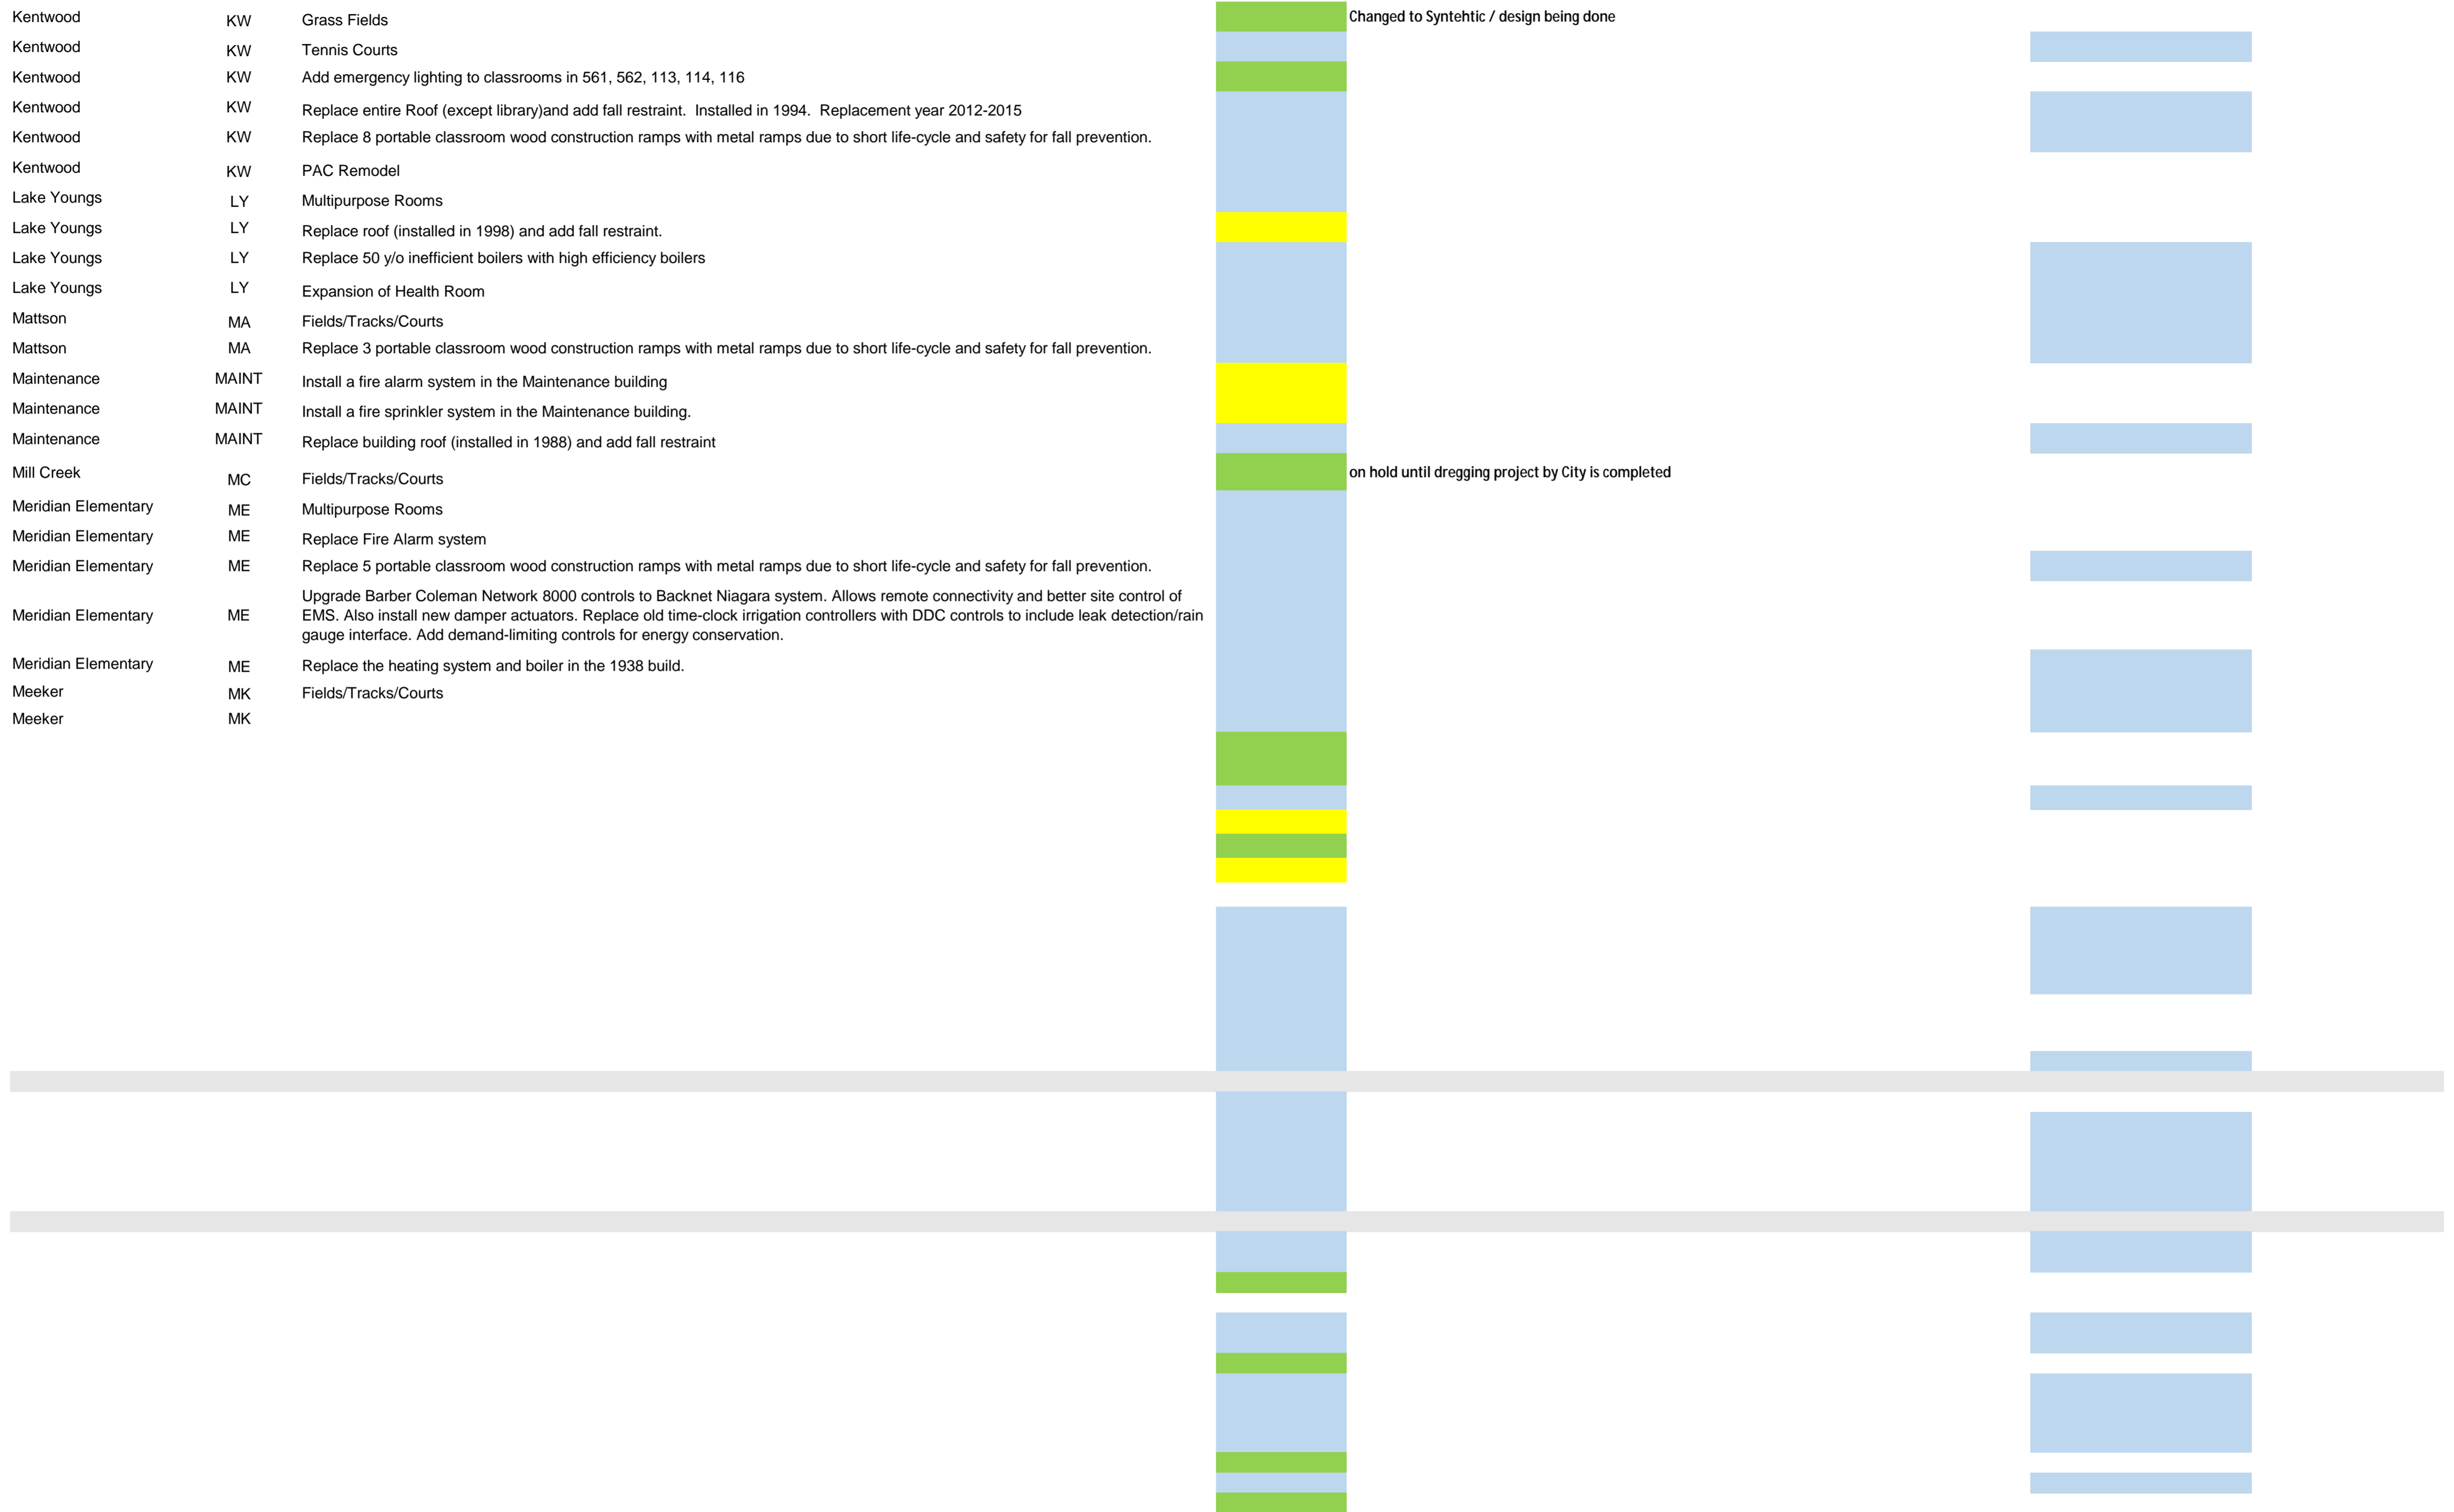 Kentwood KW Grass Fields Changed to Syntehtic / design being done
Kentwood KW Tennis Courts
Kentwood KW Add emergency lighting to classrooms in 561, 562, 113, 114, 116
Kentwood KW Replace entire Roof (except library)and add fall restraint. Installed in 1994. Replacement year 2012-2015
Kentwood KW Replace 8 portable classroom wood construction ramps with metal ramps due to short life-cycle and safety for fall prevention.
Kentwood KW PAC Remodel
Lake Youngs LY Multipurpose Rooms
Lake Youngs LY Replace roof (installed in 1998) and add fall restraint.
Lake Youngs LY Replace 50 y/o inefficient boilers with high efficiency boilers
Lake Youngs LY Expansion of Health Room
Mattson MA Fields/Tracks/Courts
Mattson MA Replace 3 portable classroom wood construction ramps with metal ramps due to short life-cycle and safety for fall prevention.
Maintenance MAINT Install a fire alarm system in the Maintenance building
Maintenance MAINT Install a fire sprinkler system in the Maintenance building.
Maintenance MAINT Replace building roof (installed in 1988) and add fall restraint
Mill Creek MC Fields/Tracks/Courts on hold until dregging project by City is completed
Meridian Elementary ME Multipurpose Rooms
Meridian Elementary ME Replace Fire Alarm system
Meridian Elementary ME Replace 5 portable classroom wood construction ramps with metal ramps due to short life-cycle and safety for fall prevention.
Upgrade Barber Coleman Network 8000 controls to Backnet Niagara system. Allows remote connectivity and better site control of
Meridian Elementary ME EMS. Also install new damper actuators. Replace old time-clock irrigation controllers with DDC controls to include leak detection/rain
gauge interface. Add demand-limiting controls for energy conservation.
Meridian Elementary ME Replace the heating system and boiler in the 1938 build.
Meeker MK Fields/Tracks/Courts
Meeker MK